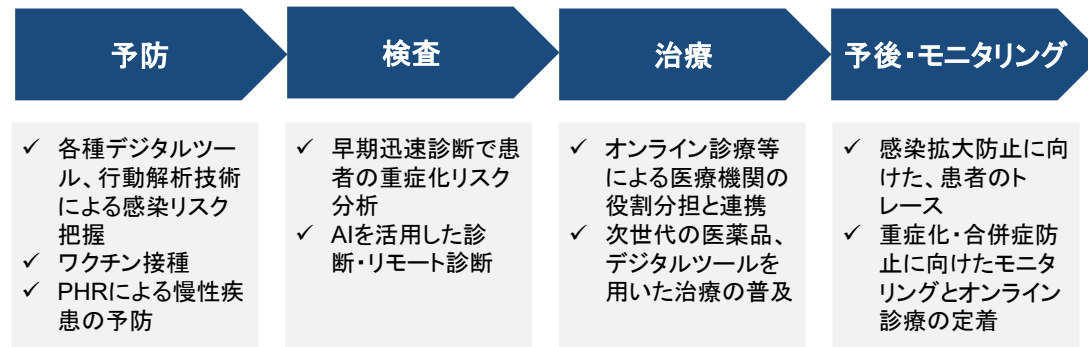 予防
検査
治療
予後・モニタリング
✓ 各種デジタルツー
ル、行動解析技術
による感染リスク
把握
✓ ワクチン接種
✓ PHRによる慢性疾
患の予防
✓ 早期迅速診断で患
者の重症化リスク
分析
✓ AIを活用した診
断・リモート診断
✓ オンライン診療等
による医療機関の
役割分担と連携
✓ 次世代の医薬品、
デジタルツールを
用いた治療の普及
✓ 感染拡大防止に向
けた、患者のト
レース
✓ 重症化・合併症防
止に向けたモニタ
リングとオンライン
診療の定着